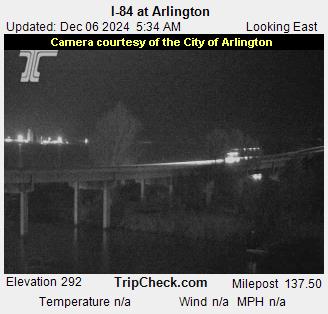 I-84 at Arlington
Updated: Dec 06 2024 5:34 AM Looking East
Camera courtesy of the City of Arlington
Elevation 292 TripCheck.com Milepost 137.50
Temperature n/a Wind n/a MPH n/a